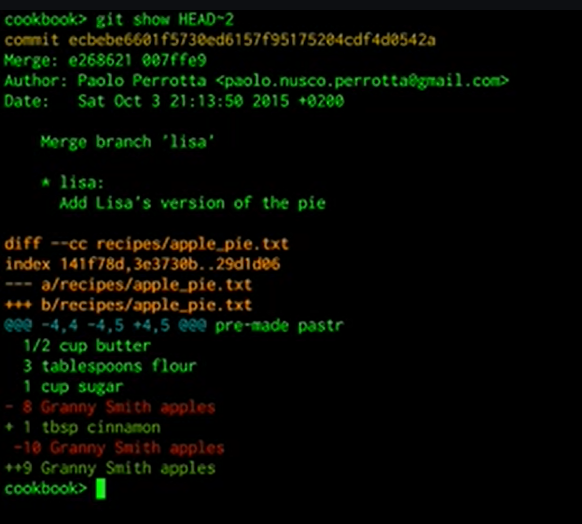 cookbook> git show HEAD~2
commit ecbebe6601f5730ed6157f95175204cdf4d0542a
Merge: e268621 007ffe9
Author: Paolo Perrotta <paolo.nusco.perrotta@gmail.com>
Date:   Sat Oct 3 21:13:50 2015 +0200
Merge branch 'lisa'
* lisa:
Add Lisa's version of the pie
diff --cc recipes/apple_pie.txt
index 141f78d,3e3730b..29d1d06
--- a/recipes/apple_pie.txt
+++ b/recipes/apple_pie.txt
@@@ -4,4 -4,5 +4,5 @@@ pre-made pastr
1/2 cup butter
3 tablespoons flour
1 cup sugar
- 8 Granny Smith apples
+ 1 tbsp cinnamon
-10 Granny Smith apples
++9 Granny Smith apples
cookbook>